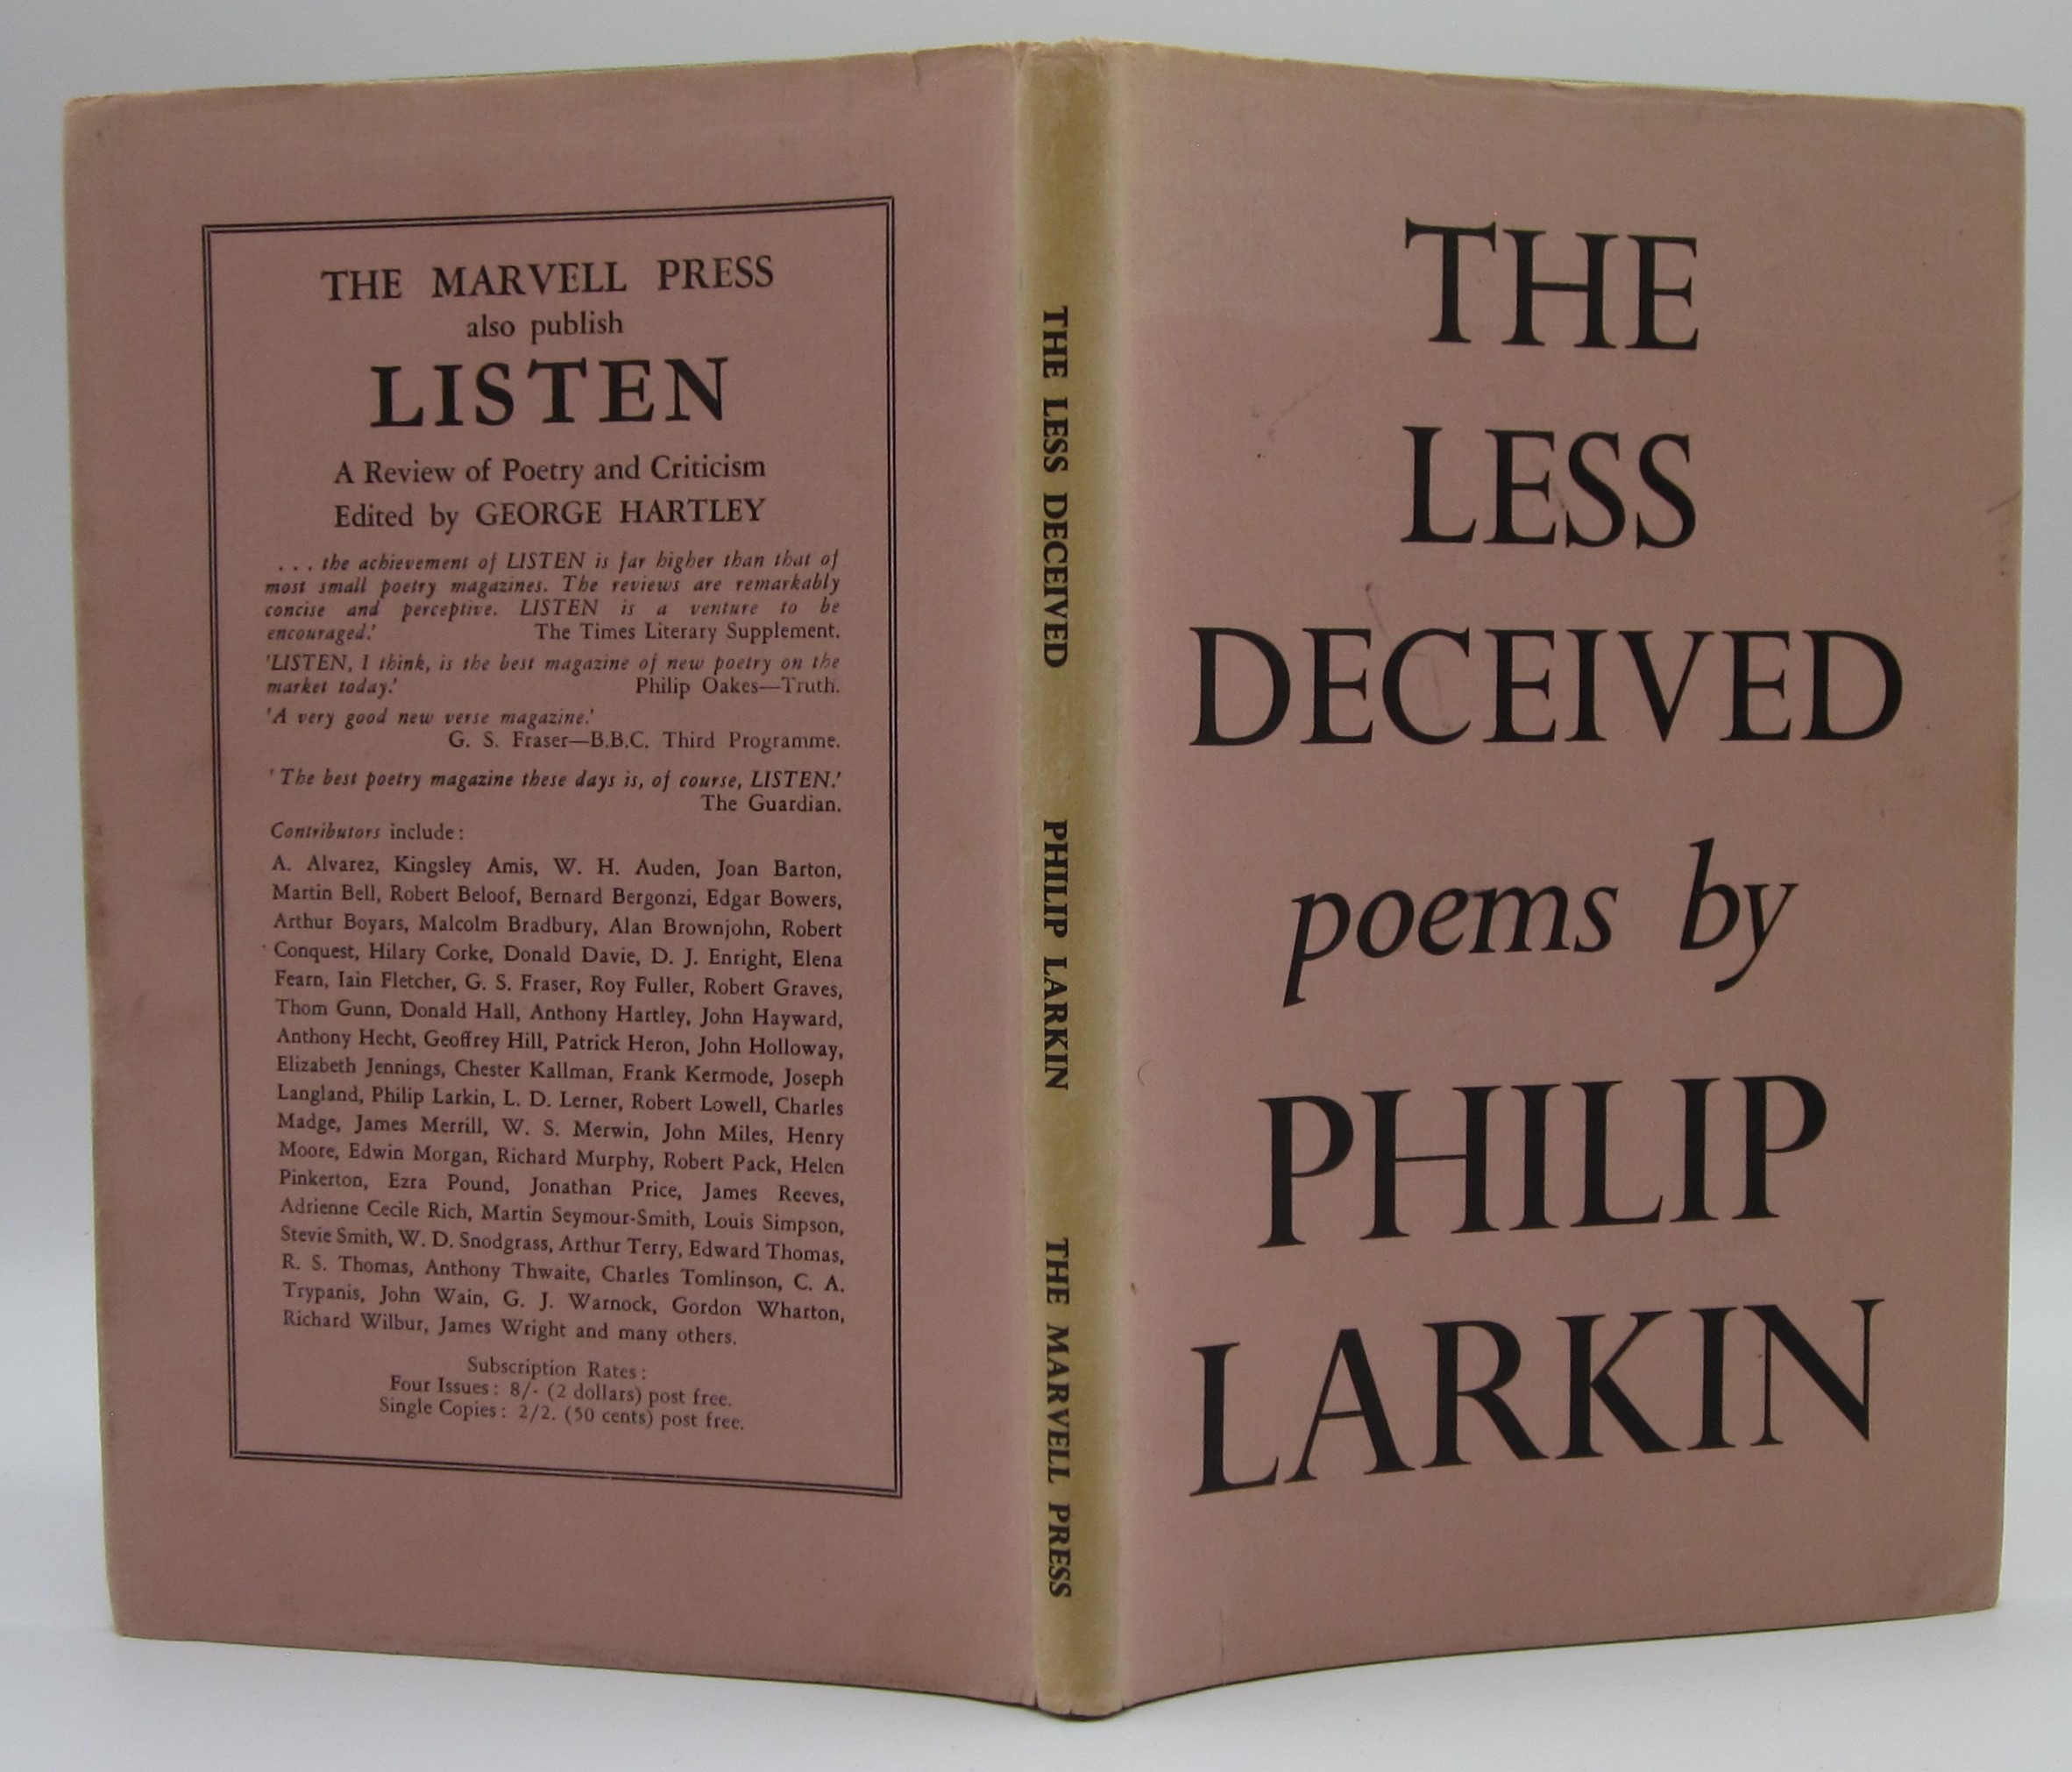 THE MARVELL PRESS
also publish
LISTEN
A Review of Poetry and Criticism
Edited by GEORGE HARTLEY
. . . the achievement of LISTEN is far higher than that of
most small poetry magazines. The reviews are remarkably
concise and perceptive. LISTEN is a venture to be
encouraged.' The Times Literary Supplement.
'LISTEN, I think, is the best magazine of new poetry on the
market today.' Philip Oakes—Truth.
'A very good new verse magazine.'
G. S. Fraser—B.B.C. Third Programme.
'The best poetry magazine these days is, of course, LISTEN.'
The Guardian.
Contributors include:
A. Alvarez, Kingsley Amis, W. H. Auden, Joan Barton,
Martin Bell, Robert Beloof, Bernard Bergonzi, Edgar Bowers,
Arthur Boyars, Malcolm Bradbury, Alan Brownjohn, Robert
Conquest, Hilary Corke, Donald Davie, D. J. Enright, Elena
Fearn, Iain Fletcher, G. S. Fraser, Roy Fuller, Robert Graves,
Thom Gunn, Donald Hall, Anthony Hartley, John Hayward,
Anthony Hecht, Geoffrey Hill, Patrick Heron, John Holloway,
Elizabeth Jennings, Chester Kallman, Frank Kermode, Joseph
Langland, Philip Larkin, L. D. Lerner, Robert Lowell, Charles
Madge, James Merrill, W. S. Merwin, John Miles, Henry
Moore, Edwin Morgan, Richard Murphy, Robert Pack, Helen
Pinkerton, Ezra Pound, Jonathan Price, James Reeves,
Adrienne Cecile Rich, Martin Seymour-Smith, Louis Simpson,
Stevie Smith, W. D. Snodgrass, Arthur Terry, Edward Thomas,
R. S. Thomas, Anthony Thwaite, Charles Tomlinson, C. A.
Trypanis, John Wain, G. J. Warnock, Gordon Wharton,
Richard Wilbur, James Wright and many others.
Subscription Rates:
Four Issues: 8/- (2 dollars) post free.
Single Copies: 2/2. (50 cents) post free.
THE LESS DECEIVED PHILIP LARKIN THE MARVELL PRESS
THE
LESS
DECEIVED
poems by
PHILIP
LARKIN